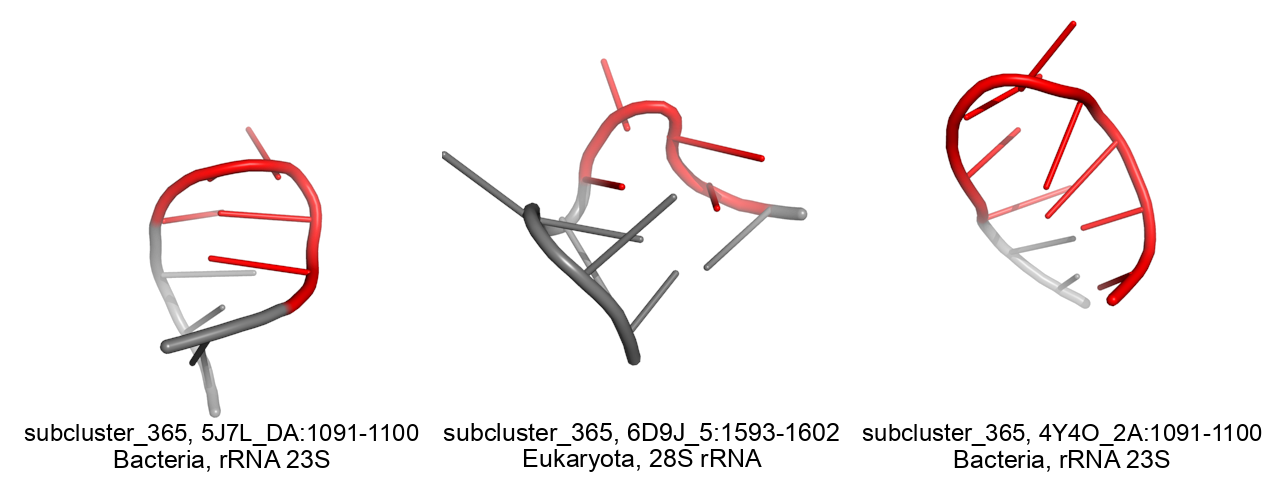 subcluster_365, 5J7L_DA:1091-1100
Bacteria, rRNA 23S
subcluster_365, 6D9J_5:1593-1602
Eukaryota, 28S rRNA
subcluster_365, 4Y4O_2A:1091-1100
Bacteria, rRNA 23S